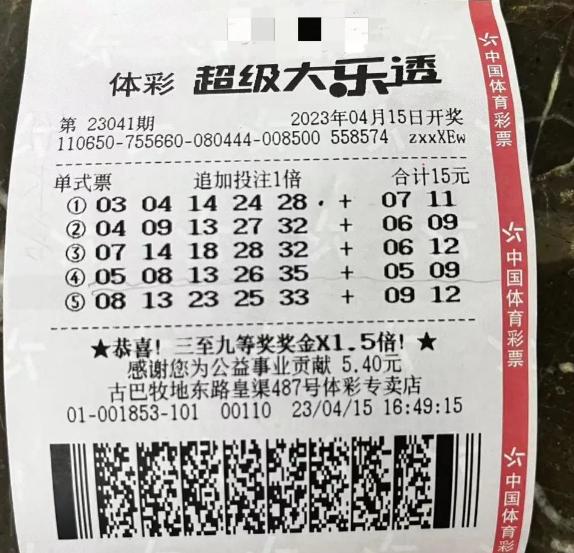 体彩 超级大乐透
第 23041期 2023年04月15日开奖
110650-755660-080444-008500 558574 zxxXEw
单式票 追加投注1倍 合计15元
① 03 04 14 24 28 + 07 11
② 04 09 13 27 32 + 06 09
③ 07 14 18 28 32 + 06 12
④ 05 08 13 26 35 + 05 09
⑤ 08 13 23 25 33 + 09 12
★恭喜! 三至九等奖奖金X1.5倍! ★
感谢您为公益事业贡献 5.40元
古巴牧地东路皇渠487号体彩专卖店
01-001853-101 00110 23/04/15 16:49:15
中国体育彩票
中国体育彩票
中国体育彩